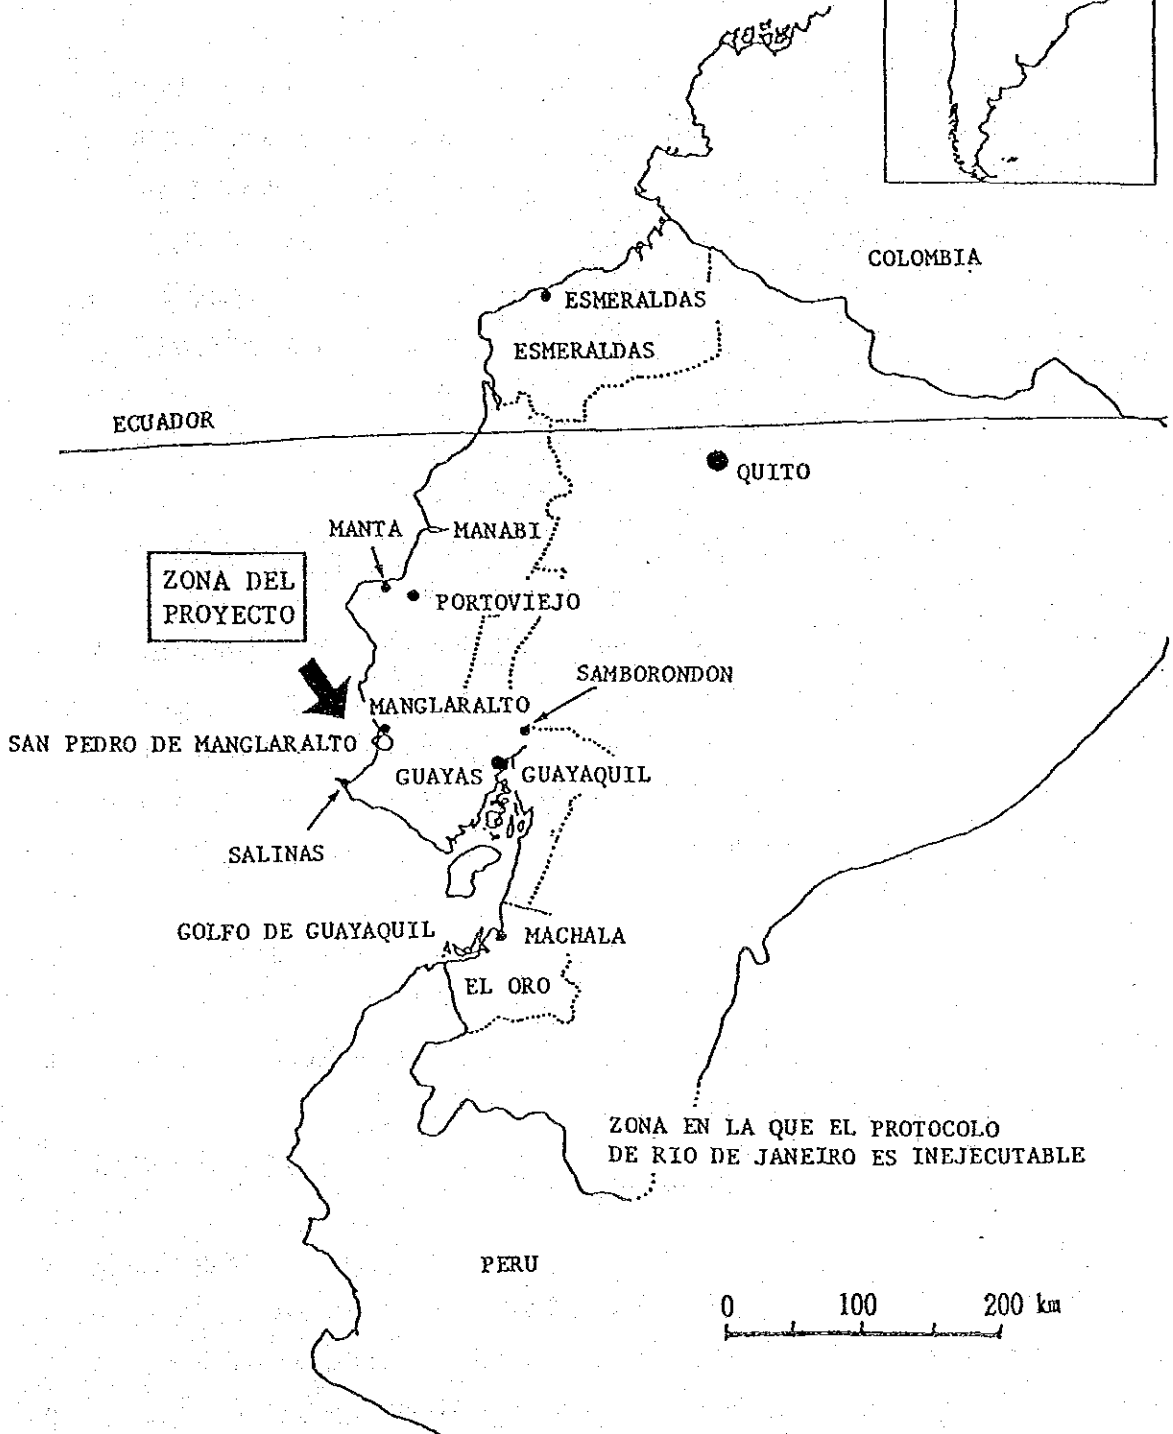 COLOMBIA
ESMERALDAS
ESMERALDAS
ECUADOR
QUITO
MANTA
MANABI
ZONA DEL
PROYECTO
PORTOVIEJO
SAMBORONDON
MANGLARALTO
SAN PEDRO DE MANGLARALTO
GUAYAS
GUAYAQUIL
SALINAS
GOLFO DE GUAYAQUIL
MACHALA
EL ORO
ZONA EN LA QUE EL PROTOCOLO
DE RIO DE JANEIRO ES INEJECUTABLE
PERU
0 100 200 km